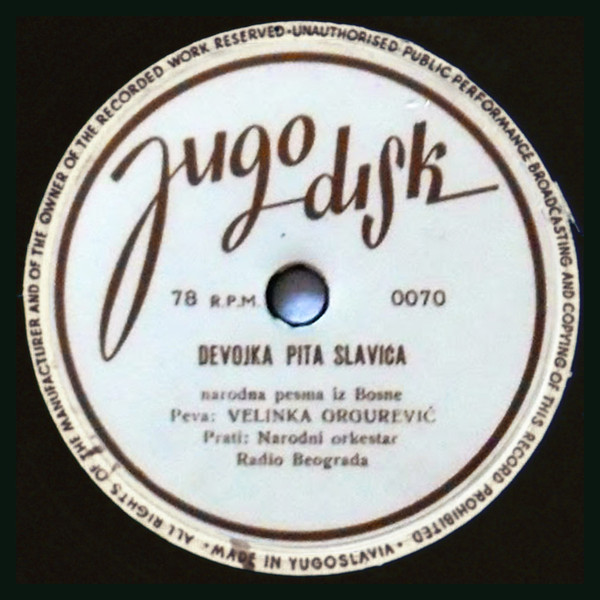 Jugodisk
78 R.P.M. 0070
DEVOJKA PITA SLAVICA
narodna pesma iz Bosne
Peva: VELINKA GRGUREVIĆ
Prati: Narodni orkestar
Radio Beograda
ALL RIGHTS OF THE MANUFACTURER AND OF THE OWNER OF THE RECORDED WORK RESERVED-UNAUTHORISED PUBLIC PERFORMANCE BROADCASTING AND COPYING OF THIS RECORD PROHIBITED • MADE IN YUGOSLAVIA •